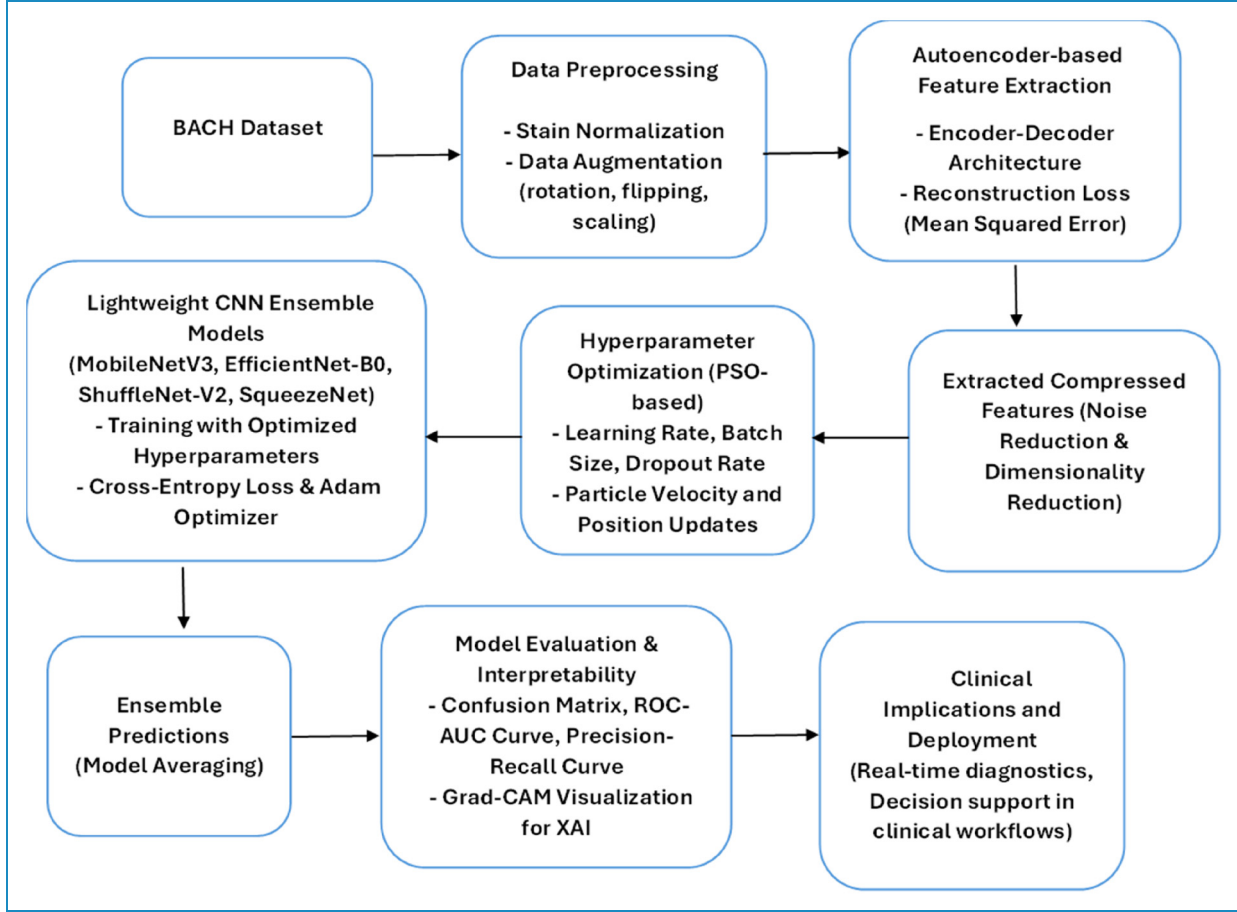 BACH Dataset
Data Preprocessing
- Stain Normalization
- Data Augmentation
(rotation, flipping,
scaling)
Autoencoder-based
Feature Extraction
- Encoder-Decoder
Architecture
- Reconstruction Loss
(Mean Squared Error)
Extracted Compressed
Features (Noise
Reduction &
Dimensionality
Reduction)
Hyperparameter
Optimization (PSO-
based)
- Learning Rate, Batch
Size, Dropout Rate
- Particle Velocity and
Position Updates
Lightweight CNN Ensemble
Models
(MobileNetV3, EfficientNet-B0,
ShuffleNet-V2, SqueezeNet)
- Training with Optimized
Hyperparameters
- Cross-Entropy Loss & Adam
Optimizer
Ensemble
Predictions
(Model Averaging)
Model Evaluation &
Interpretability
- Confusion Matrix, ROC-
AUC Curve, Precision-
Recall Curve
- Grad-CAM Visualization
for XAI
Clinical
Implications and
Deployment
(Real-time diagnostics,
Decision support in
clinical workflows)